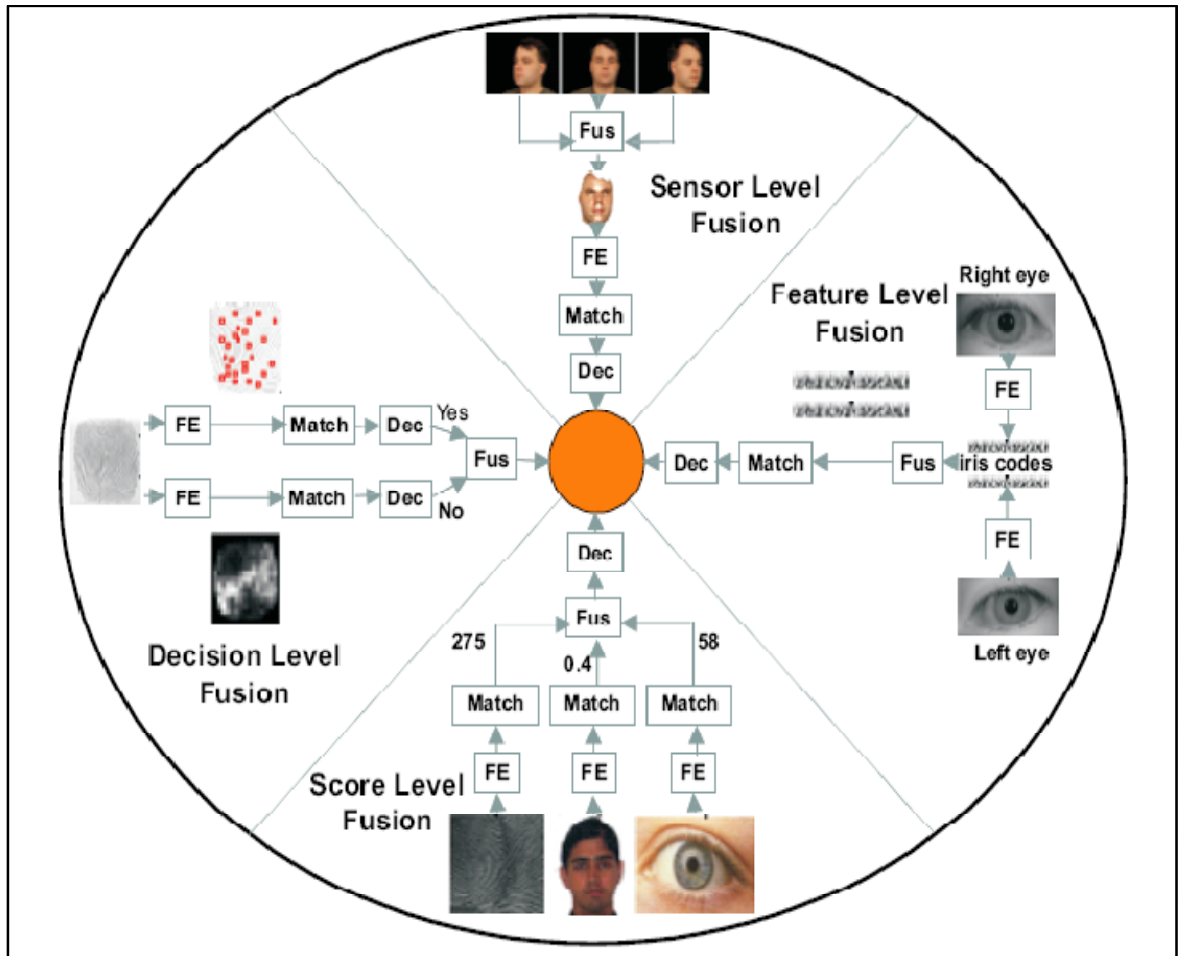 Fus
Sensor Level
Fusion
FE
Match
Dec
Feature Level
Fusion
Right eye
FE
iris codes
Fus
Match
Dec
FE
Left eye
FE
Match
Dec
Yes
Fus
FE
Match
Dec
No
Decision Level
Fusion
Dec
Fus
275
0.4
58
Match
Match
Match
FE
FE
FE
Score Level
Fusion